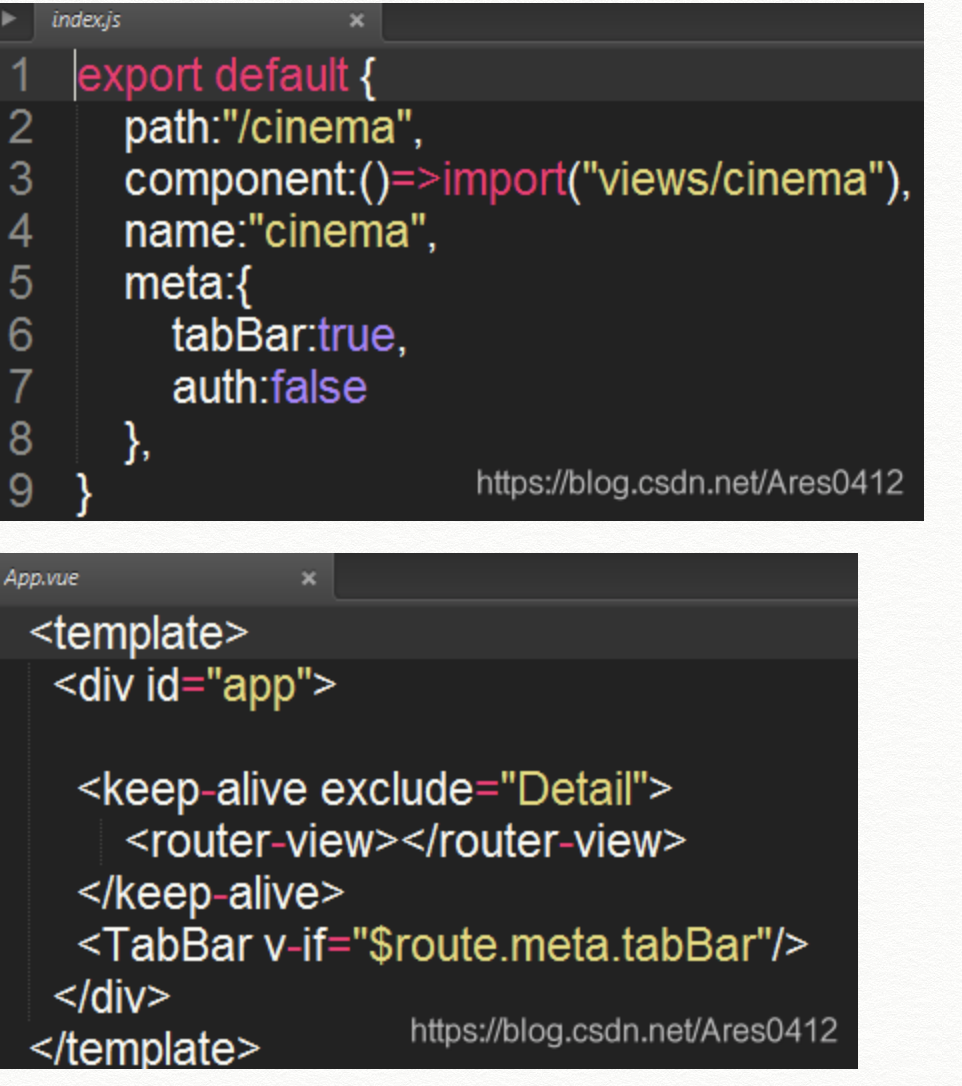 index.js ×
1 export default {
2 path:"/cinema",
3 component:()=>import("views/cinema"),
4 name:"cinema",
5 meta:{
6 tabBar:true,
7 auth:false
8 },
9 }
https://blog.csdn.net/Ares0412
App.vue ×
<template>
<div id="app">
<keep-alive exclude="Detail">
<router-view></router-view>
</keep-alive>
<TabBar v-if="$route.meta.tabBar"/>
</div>
</template>
https://blog.csdn.net/Ares0412